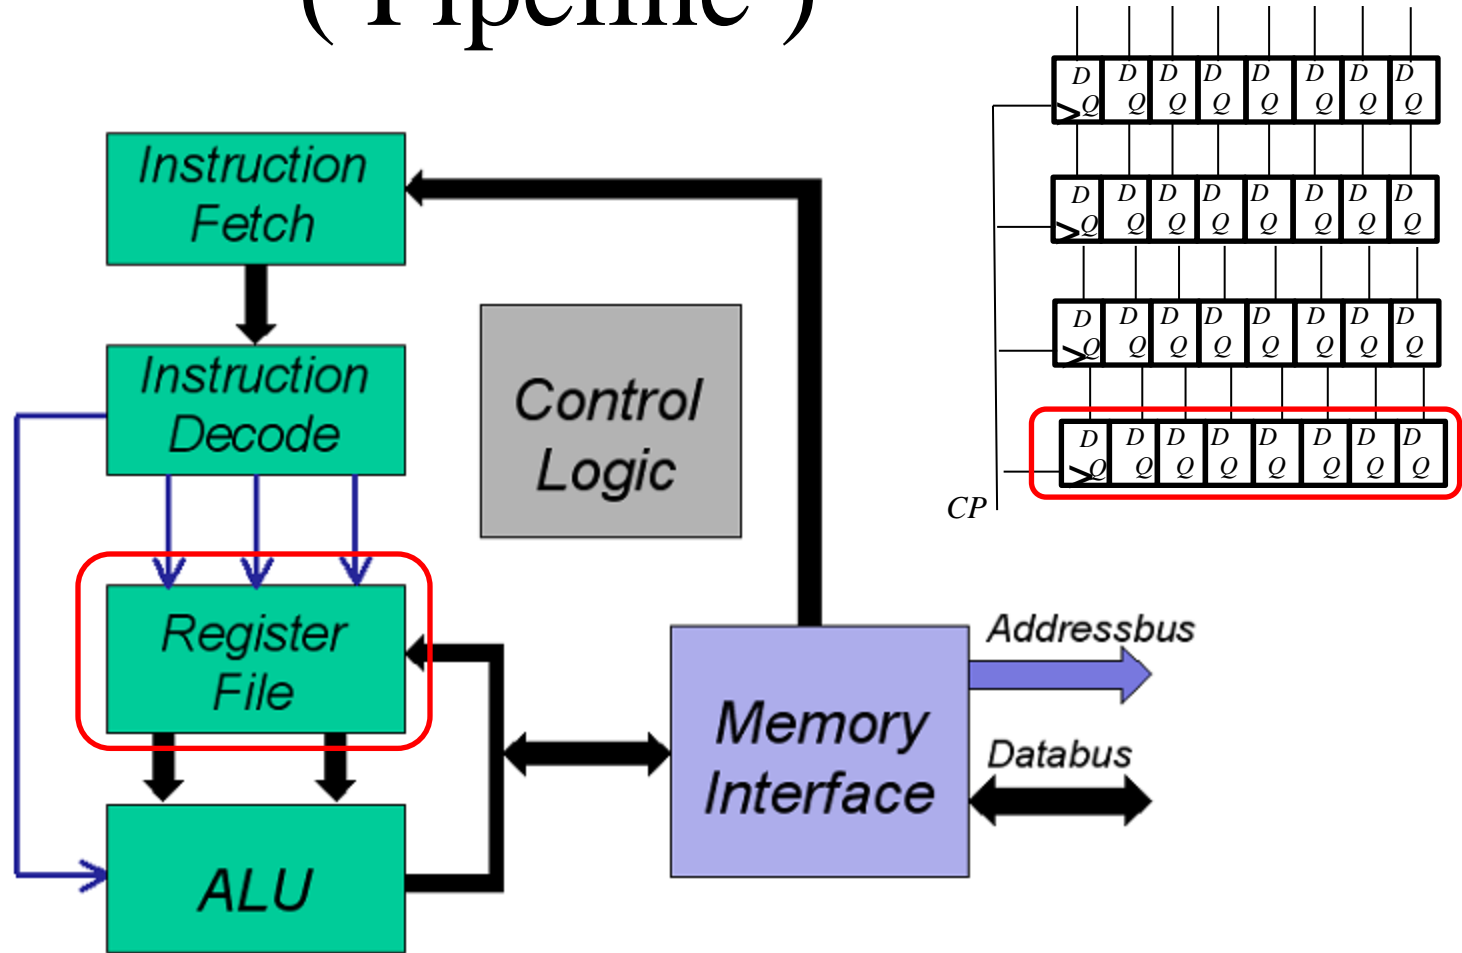 ( Pipeline )
D D D D D D D D
Q Q Q Q Q Q Q Q
D D D D D D D D
Q Q Q Q Q Q Q Q
D D D D D D D D
Q Q Q Q Q Q Q Q
D D D D D D D D
Q Q Q Q Q Q Q Q
CP
Instruction
Fetch
Instruction
Decode
Control
Logic
Register
File
ALU
Memory
Interface
Addressbus
Databus